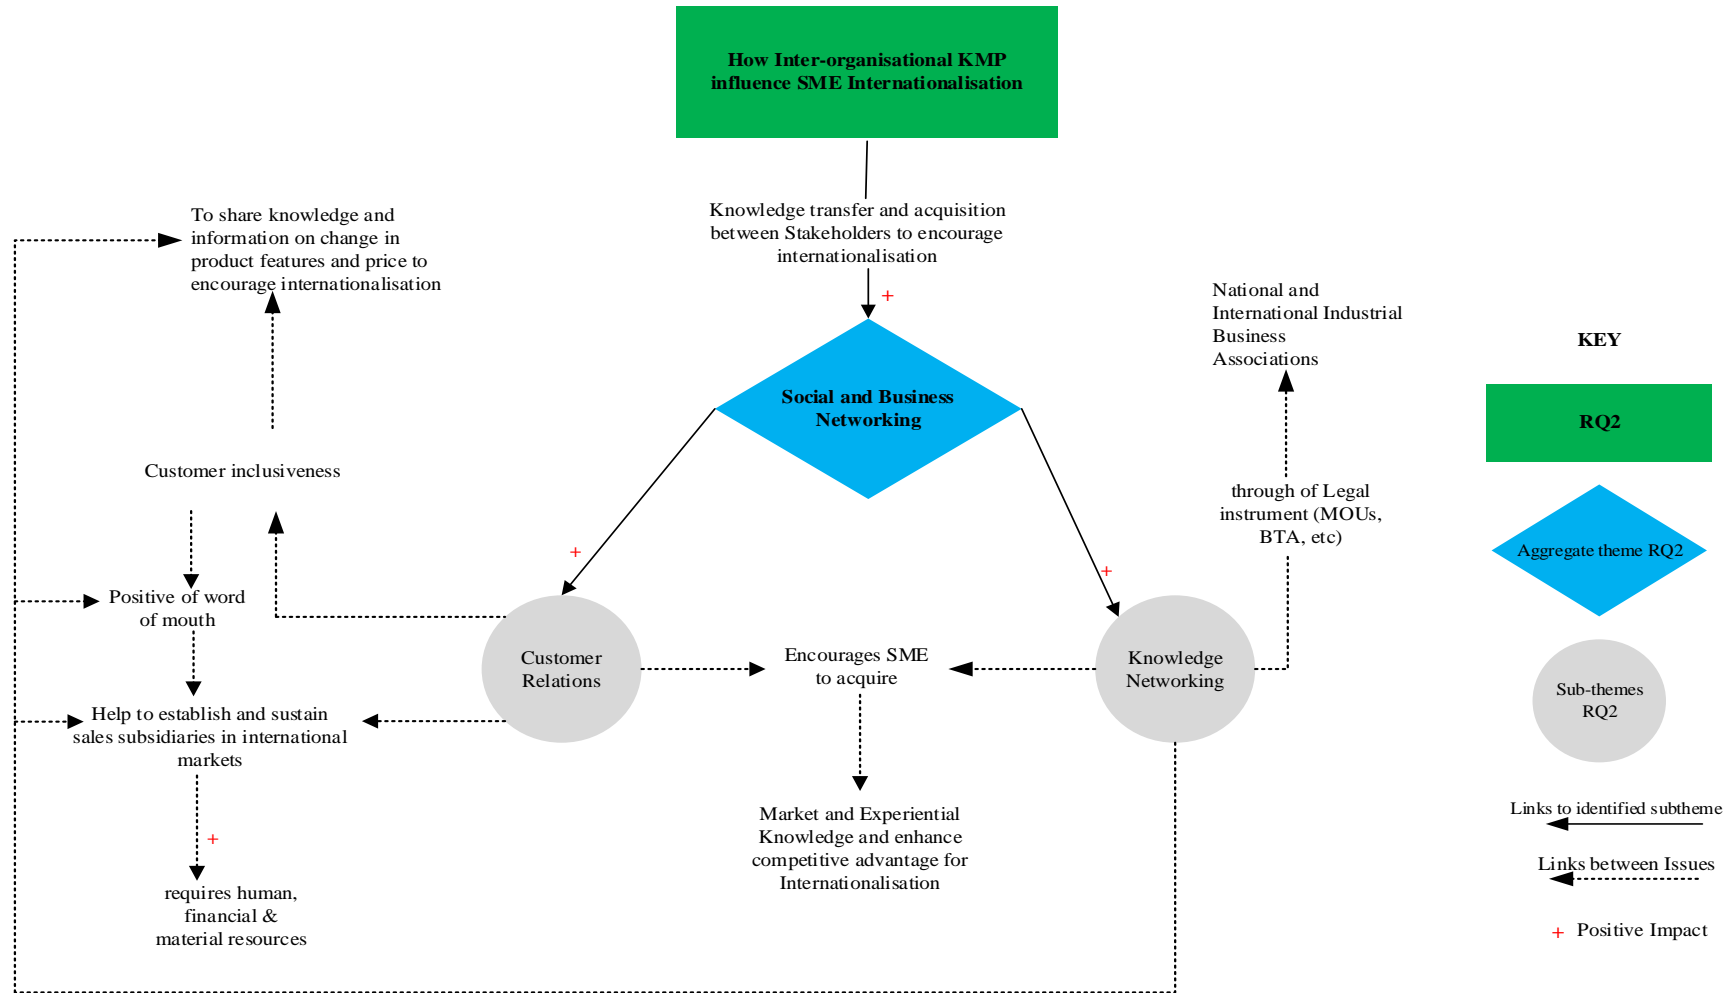 How Inter-organisational KMP
influence SME Internationalisation
Knowledge transfer and acquisition
between Stakeholders to encourage
internationalisation
+
Social and Business
Networking
To share knowledge and
information on change in
product features and price to
encourage internationalisation
Customer inclusiveness
Positive of word
of mouth
Help to establish and sustain
sales subsidiaries in international
markets
+
requires human,
financial &
material resources
+
Customer
Relations
Encourages SME
to acquire
Market and Experiential
Knowledge and enhance
competitive advantage for
Internationalisation
+
Knowledge
Networking
National and
International Industrial
Business
Associations
through of Legal
instrument (MOUs,
BTA, etc)
KEY
RQ2
Aggregate theme RQ2
Sub-themes
RQ2
Links to identified subtheme
Links between Issues
+ Positive Impact